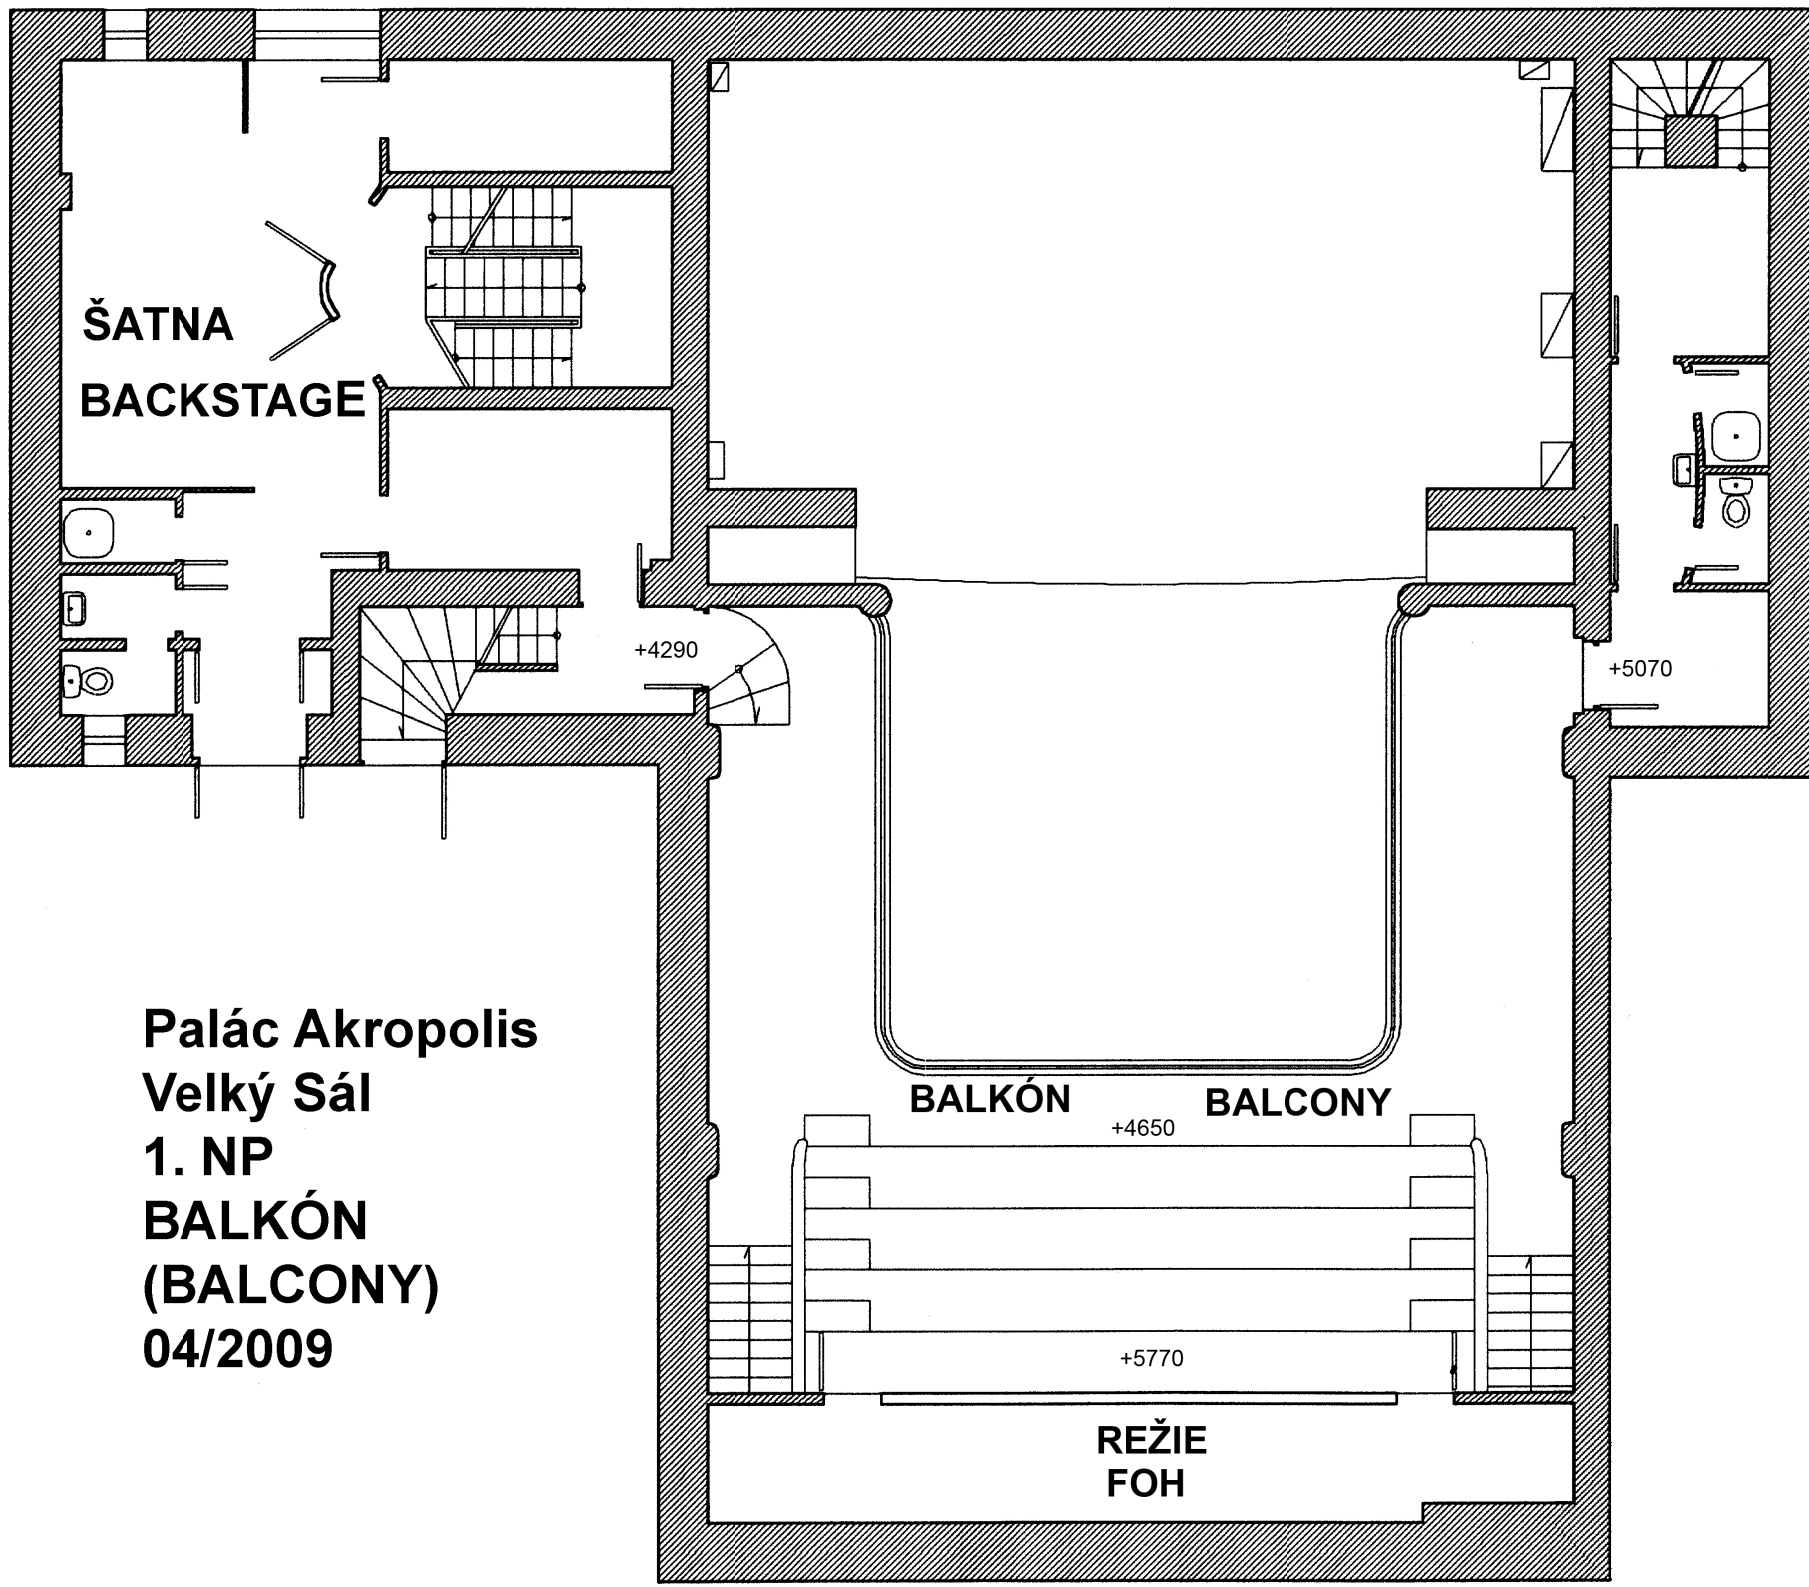 ŠATNA
BACKSTAGE
+4290
+5070
Palác Akropolis
Velký Sál
1. NP
BALKÓN
(BALCONY)
04/2009
BALKÓN
BALCONY
+4650
+5770
REŽIE
FOH